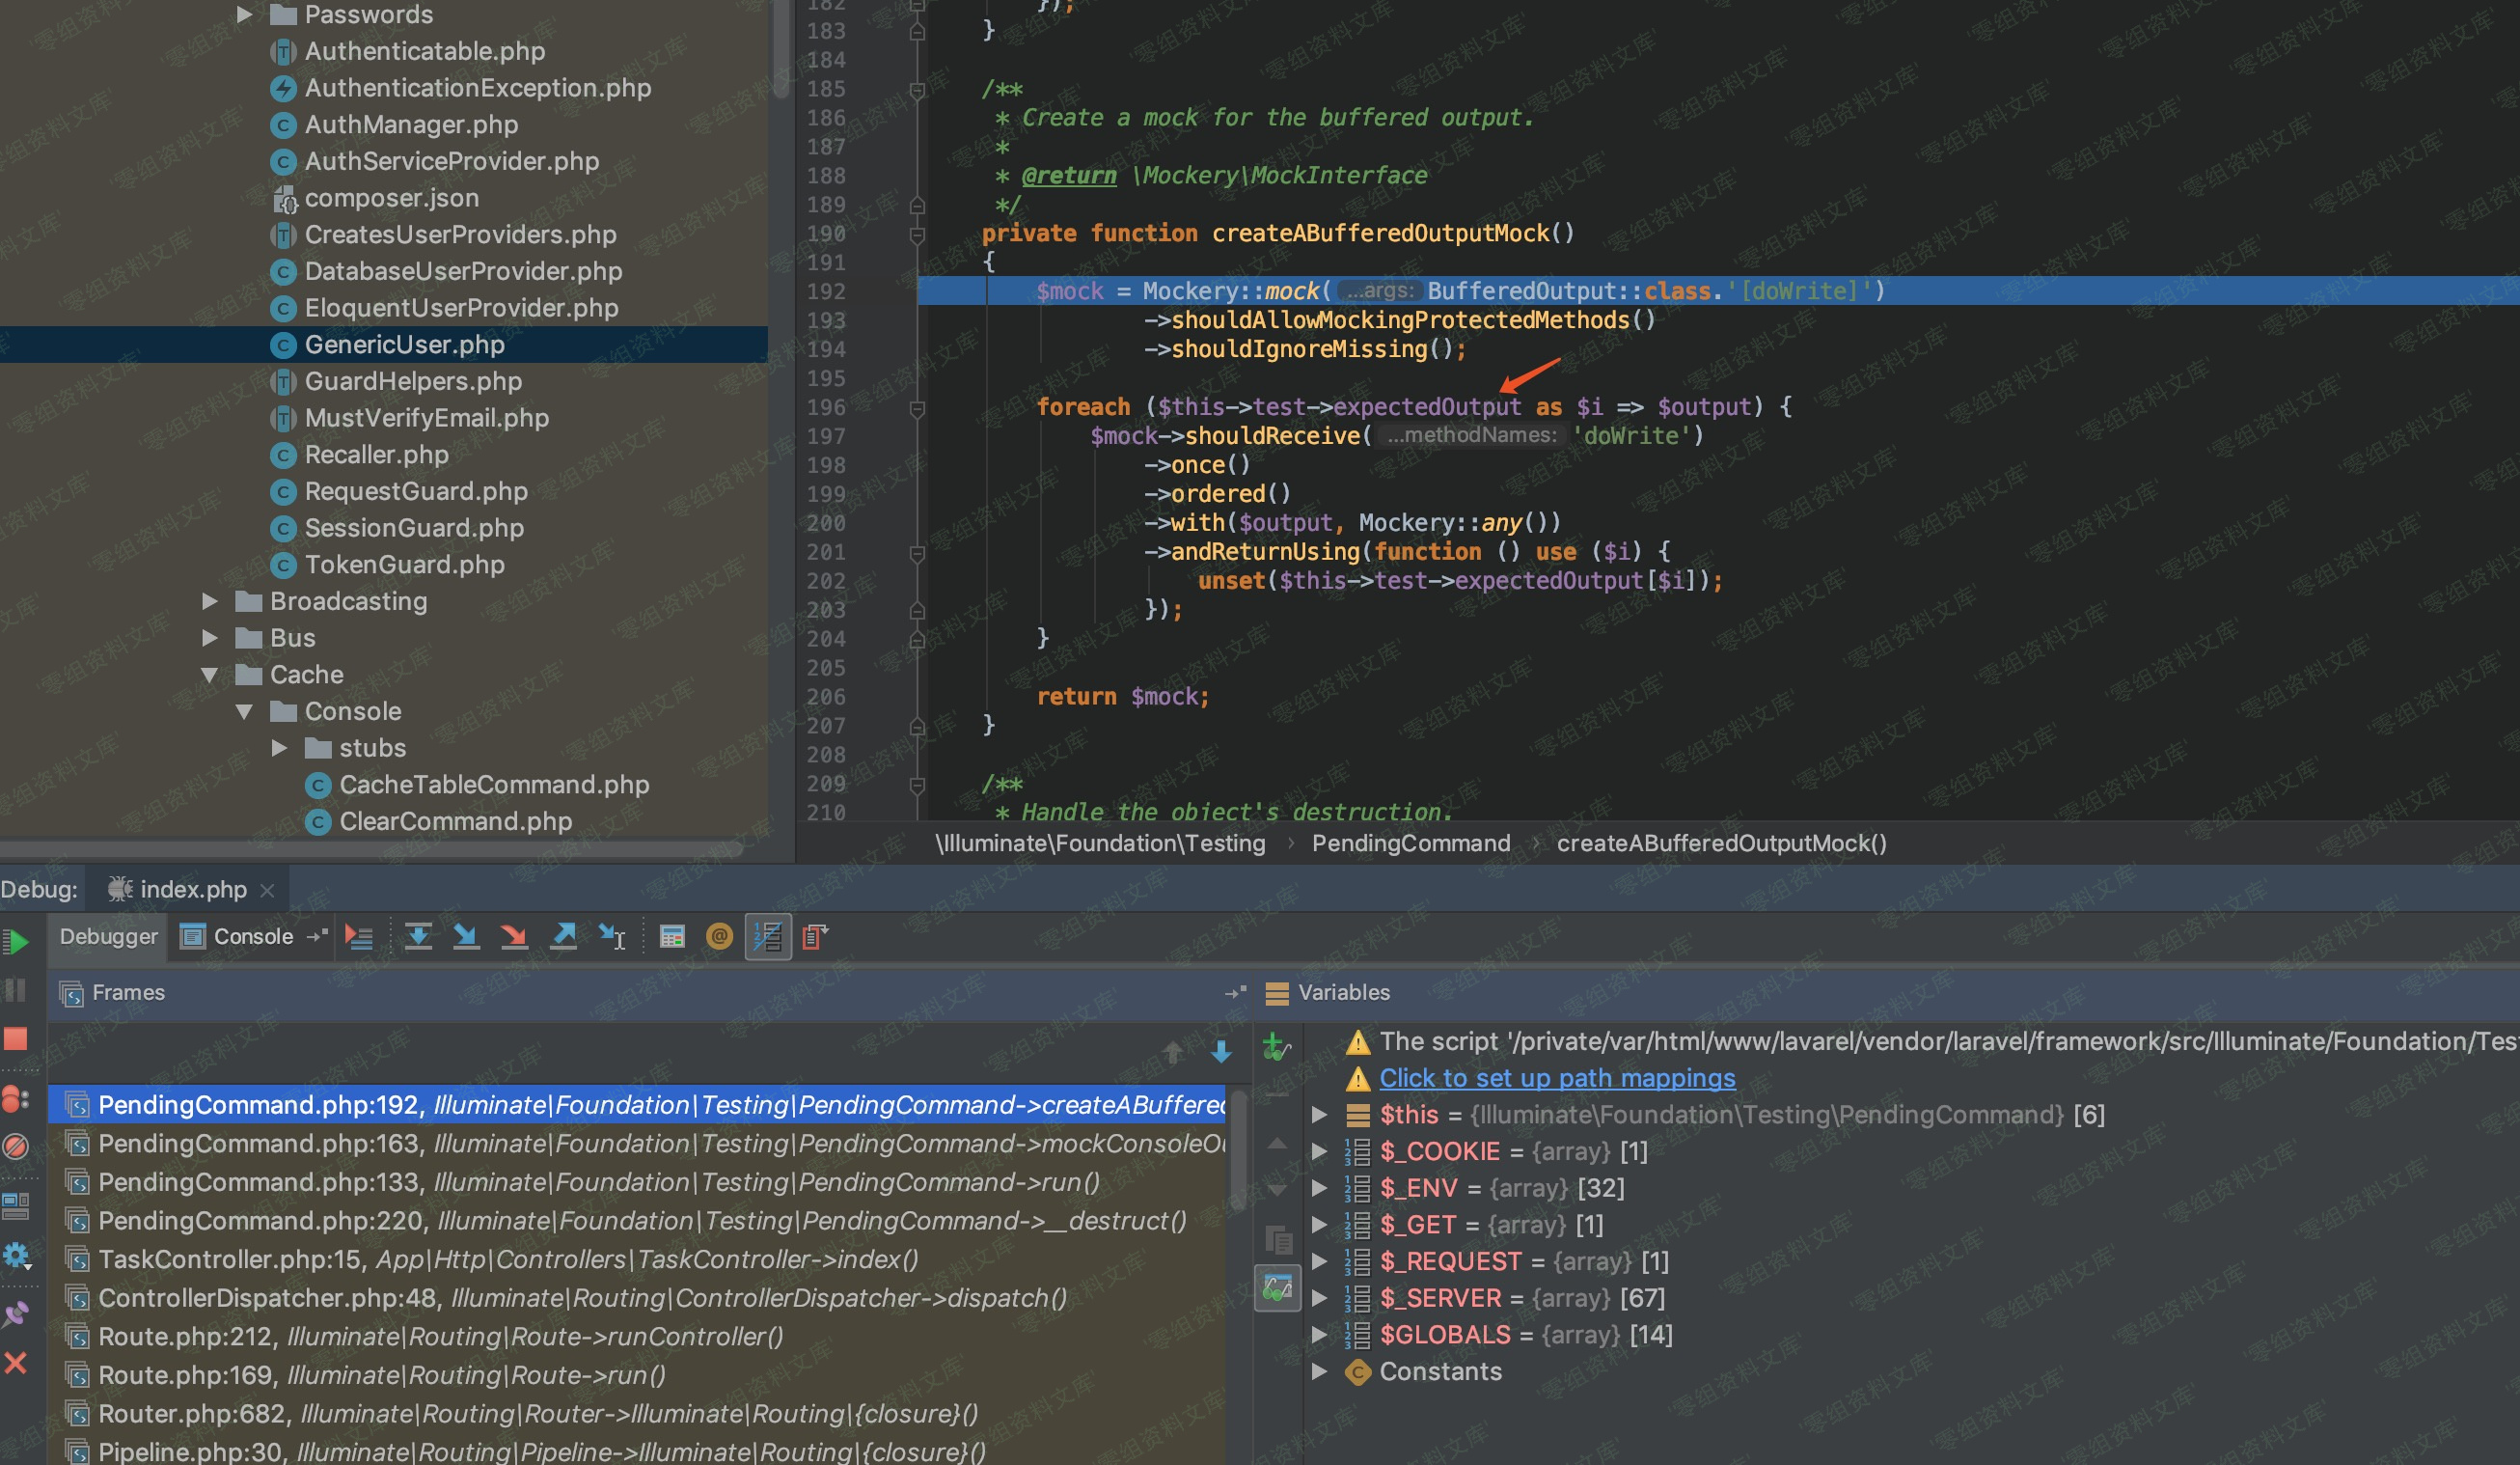 Passwords
Authenticatable.php
AuthenticationException.php
AuthManager.php
AuthServiceProvider.php
composer.json
CreatesUserProviders.php
DatabaseUserProvider.php
EloquentUserProvider.php
GenericUser.php
GuardHelpers.php
MustVerifyEmail.php
Recaller.php
RequestGuard.php
SessionGuard.php
TokenGuard.php
Broadcasting
Bus
Cache
Console
stubs
CacheTableCommand.php
ClearCommand.php
182 });
183 }
184
185 /**
186 * Create a mock for the buffered output.
187 *
188 * @return \Mockery\MockInterface
189 */
190 private function createABufferedOutputMock()
191 {
192 $mock = Mockery::mock( ...args: BufferedOutput::class.'[doWrite]')
193 ->shouldAllowMockingProtectedMethods()
194 ->shouldIgnoreMissing();
195
196 foreach ($this->test->expectedOutput as $i => $output) {
197 $mock->shouldReceive( ...methodNames: 'doWrite')
198 ->once()
199 ->ordered()
200 ->with($output, Mockery::any())
201 ->andReturnUsing(function () use ($i) {
202 unset($this->test->expectedOutput[$i]);
203 });
204 }
205
206 return $mock;
207 }
208
209 /**
210 * Handle the object's destruction.
\Illuminate\Foundation\Testing › PendingCommand › createABufferedOutputMock()
Debug: index.php
Debugger Console
Frames
PendingCommand.php:192, Illuminate\Foundation\Testing\PendingCommand->createABuffered
PendingCommand.php:163, Illuminate\Foundation\Testing\PendingCommand->mockConsoleOu
PendingCommand.php:133, Illuminate\Foundation\Testing\PendingCommand->run()
PendingCommand.php:220, Illuminate\Foundation\Testing\PendingCommand->__destruct()
TaskController.php:15, App\Http\Controllers\TaskController->index()
ControllerDispatcher.php:48, Illuminate\Routing\ControllerDispatcher->dispatch()
Route.php:212, Illuminate\Routing\Route->runController()
Route.php:169, Illuminate\Routing\Route->run()
Router.php:682, Illuminate\Routing\Router->Illuminate\Routing\{closure}()
Pipeline.php:30, Illuminate\Routing\Pipeline->Illuminate\Routing\{closure}()
Variables
The script '/private/var/html/www/lavarel/vendor/laravel/framework/src/Illuminate/Foundation/Tes
Click to set up path mappings
$this = {Illuminate\Foundation\Testing\PendingCommand} [6]
$_COOKIE = {array} [1]
$_ENV = {array} [32]
$_GET = {array} [1]
$_REQUEST = {array} [1]
$_SERVER = {array} [67]
$GLOBALS = {array} [14]
Constants
'零组资料文库'